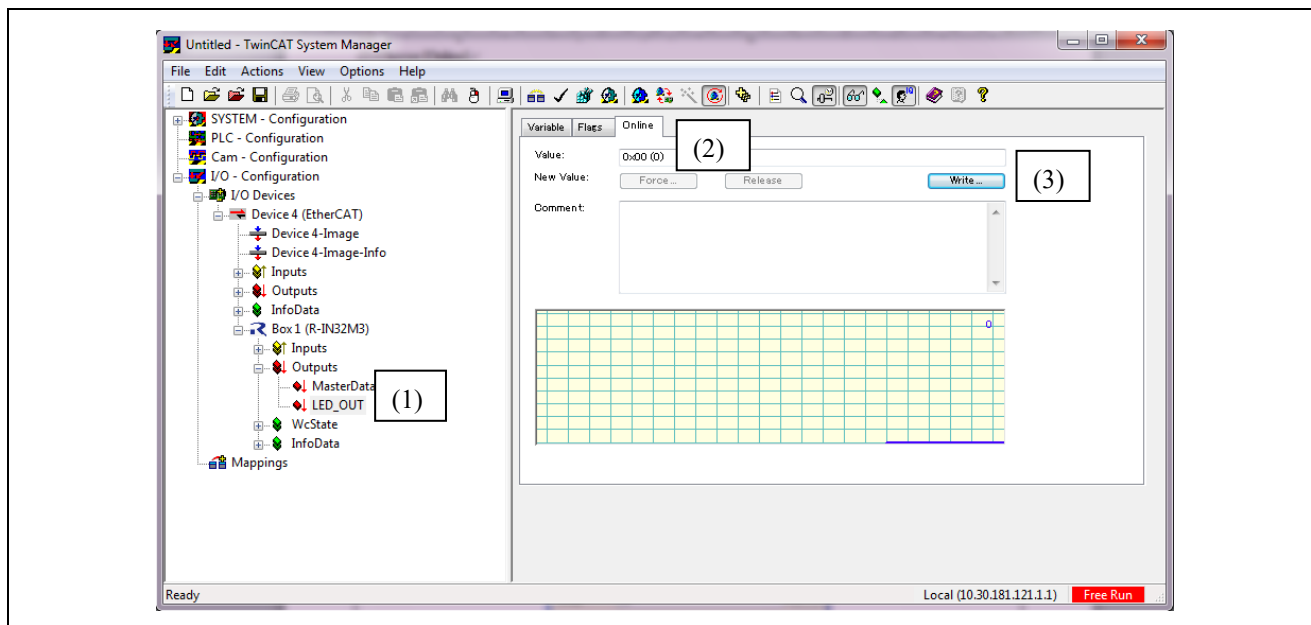 Untitled - TwinCAT System Manager
File Edit Actions View Options Help
SYSTEM - Configuration
PLC - Configuration
Cam - Configuration
I/O - Configuration
I/O Devices
Device 4 (EtherCAT)
Device 4-Image
Device 4-Image-Info
Inputs
Outputs
InfoData
Box 1 (R-IN32M3)
Inputs
Outputs
MasterData
LED_OUT
(1)
WcState
InfoData
Mappings
Variable Flags Online
(2)
Value: 0x00 (0)
New Value: Force... Release Write...
(3)
Comment:
0
Ready Local (10.30.181.121.1.1) Free Run